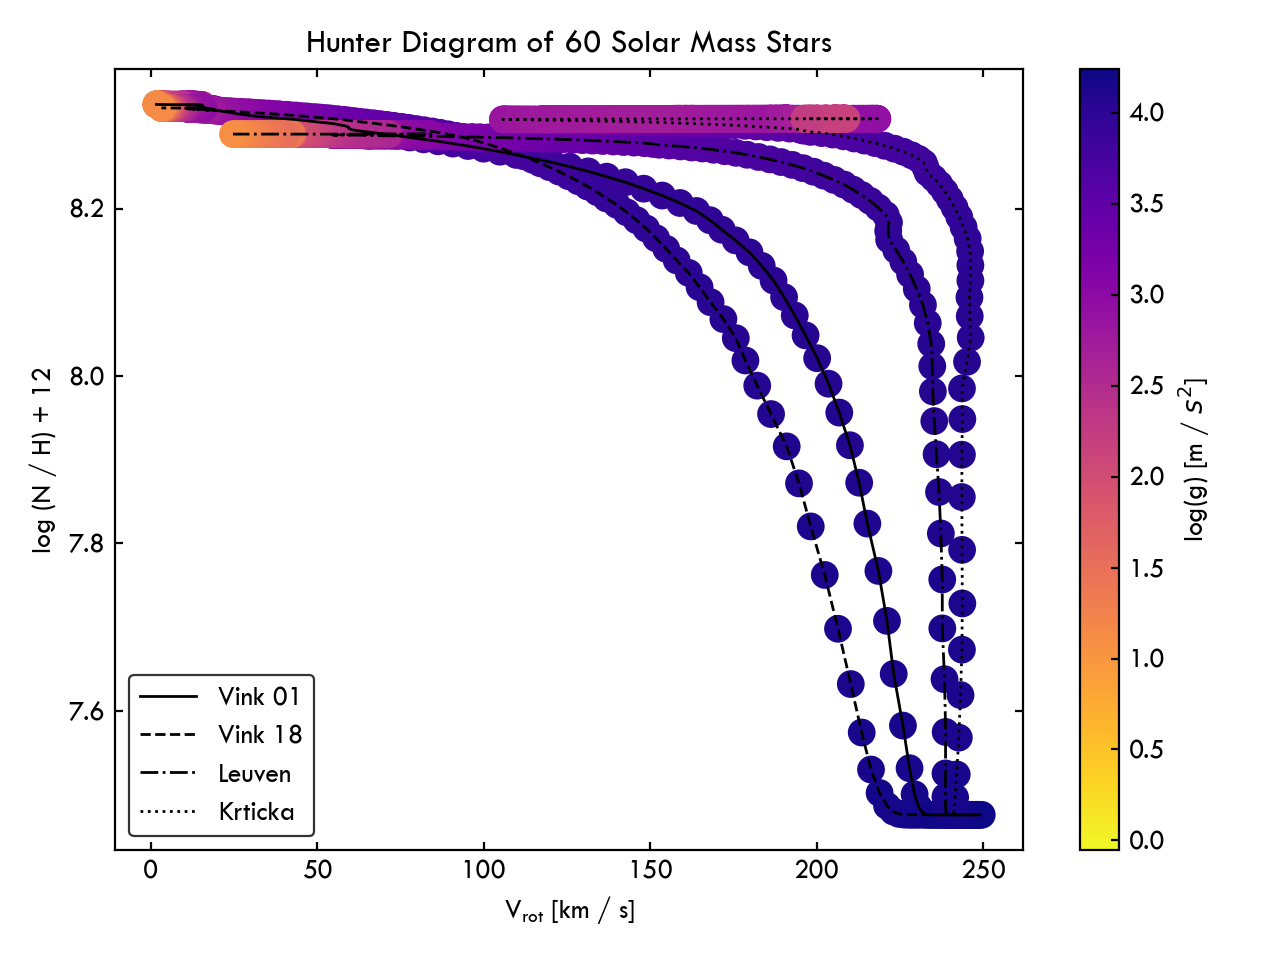 Hunter Diagram of 60 Solar Mass Stars
log (N / H) + 12
8.2
8.0
7.8
7.6
Vink 01
Vink 18
Leuven
Krticka
0 50 100 150 200 250
V_rot [km / s]
4.0
3.5
3.0
2.5
2.0
1.5
1.0
0.5
0.0
log(g) [m / s²]